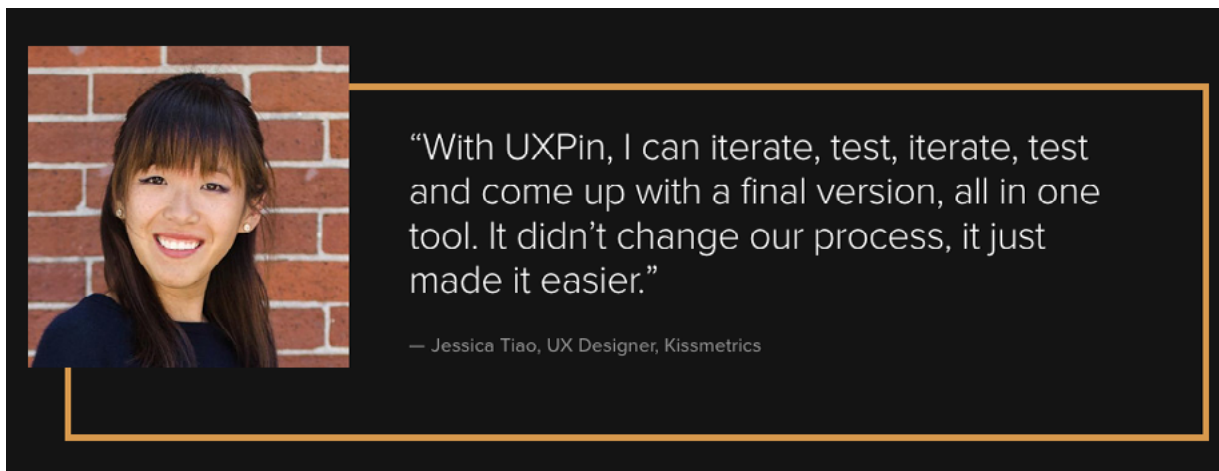 “With UXPin, I can iterate, test, iterate, test
and come up with a final version, all in one
tool. It didn’t change our process, it just
made it easier.”
— Jessica Tiao, UX Designer, Kissmetrics